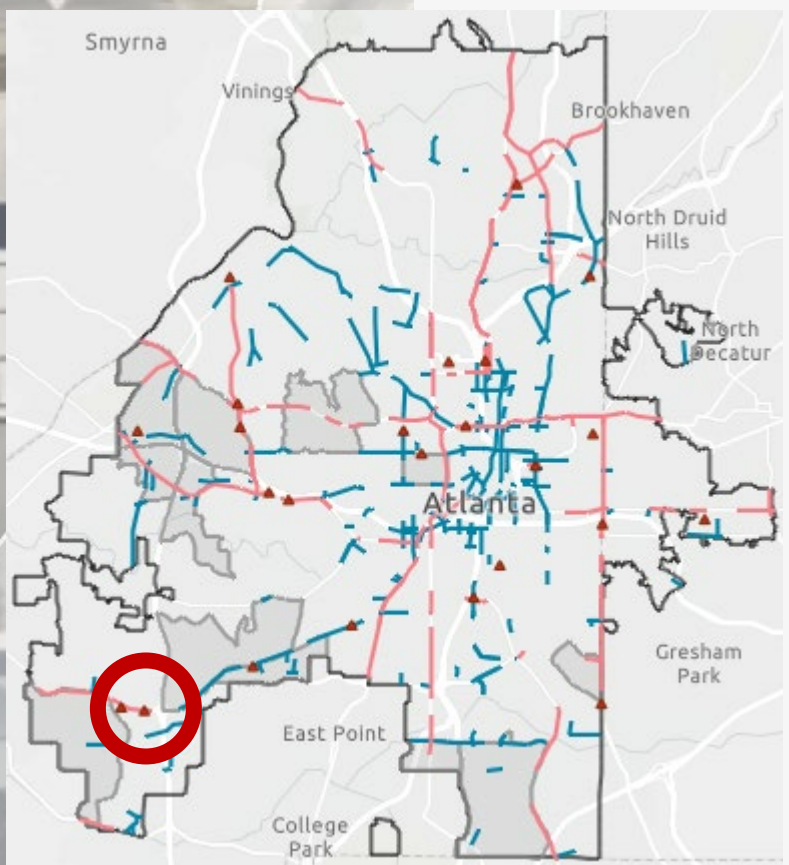 Smyrna
Vinings
Brookhaven
North Druid
Hills
North
Decatur
Atlanta
Gresham
Park
East Point
College
Park